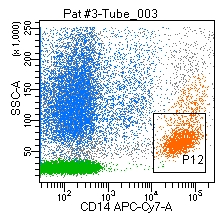 Pat #3-Tube_003
SSC-A
(x 1,000)
250
200
150
100
50
P12
10²
10³
10⁴
10⁵
CD14 APC-Cy7-A